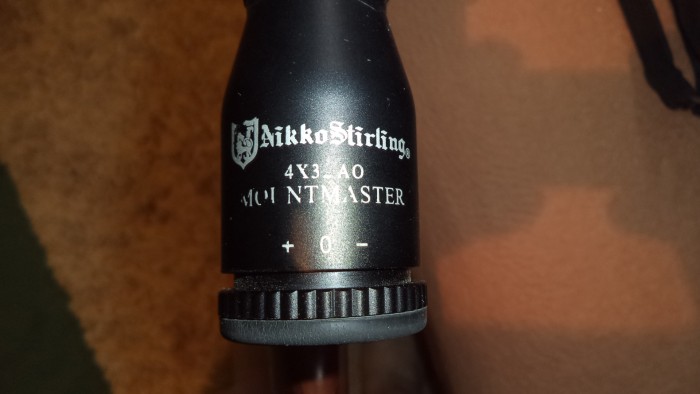 NikkoStirling®
4X3 AO
MOUNTMASTER
+ 0 -